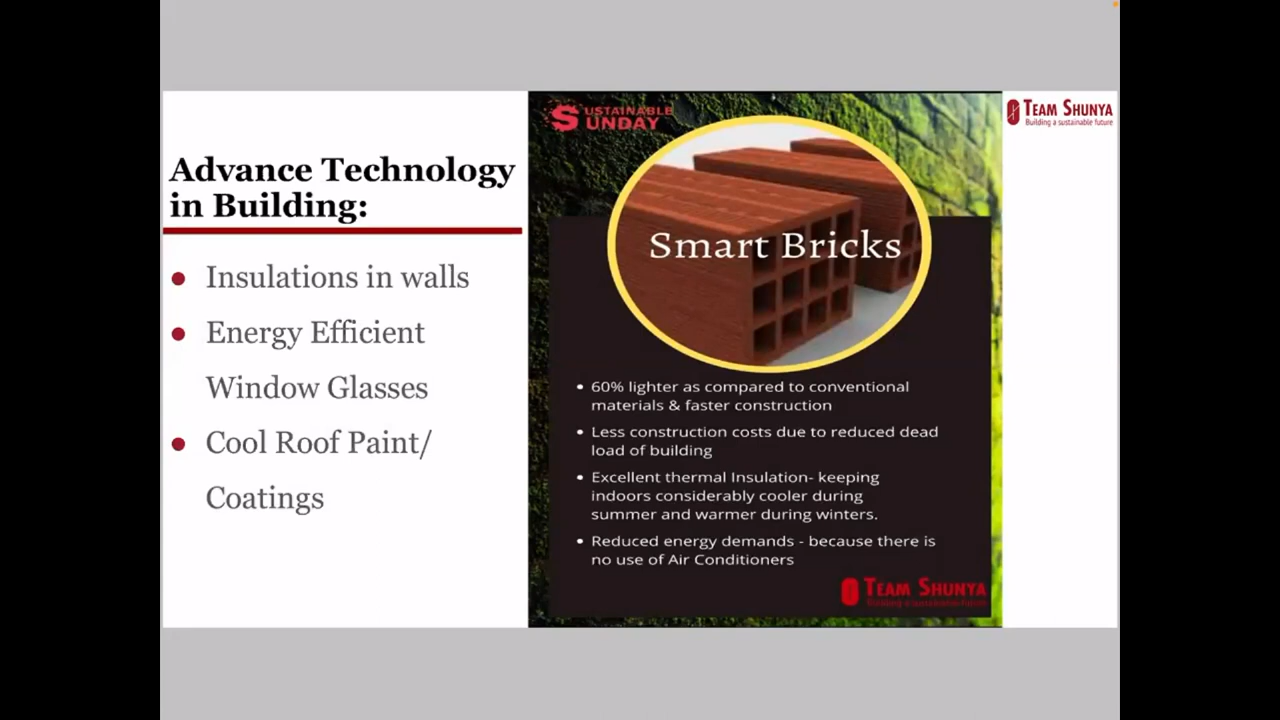 Advance Technology
in Building:
● Insulations in walls
● Energy Efficient
Window Glasses
● Cool Roof Paint/
Coatings
SUSTAINABLE
SUNDAY
Smart Bricks
• 60% lighter as compared to conventional
materials & faster construction
• Less construction costs due to reduced dead
load of building
• Excellent thermal Insulation- keeping
indoors considerably cooler during
summer and warmer during winters.
• Reduced energy demands - because there is
no use of Air Conditioners
TEAM SHUNYA
Building a sustainable future
TEAM SHUNYA
Building a sustainable future